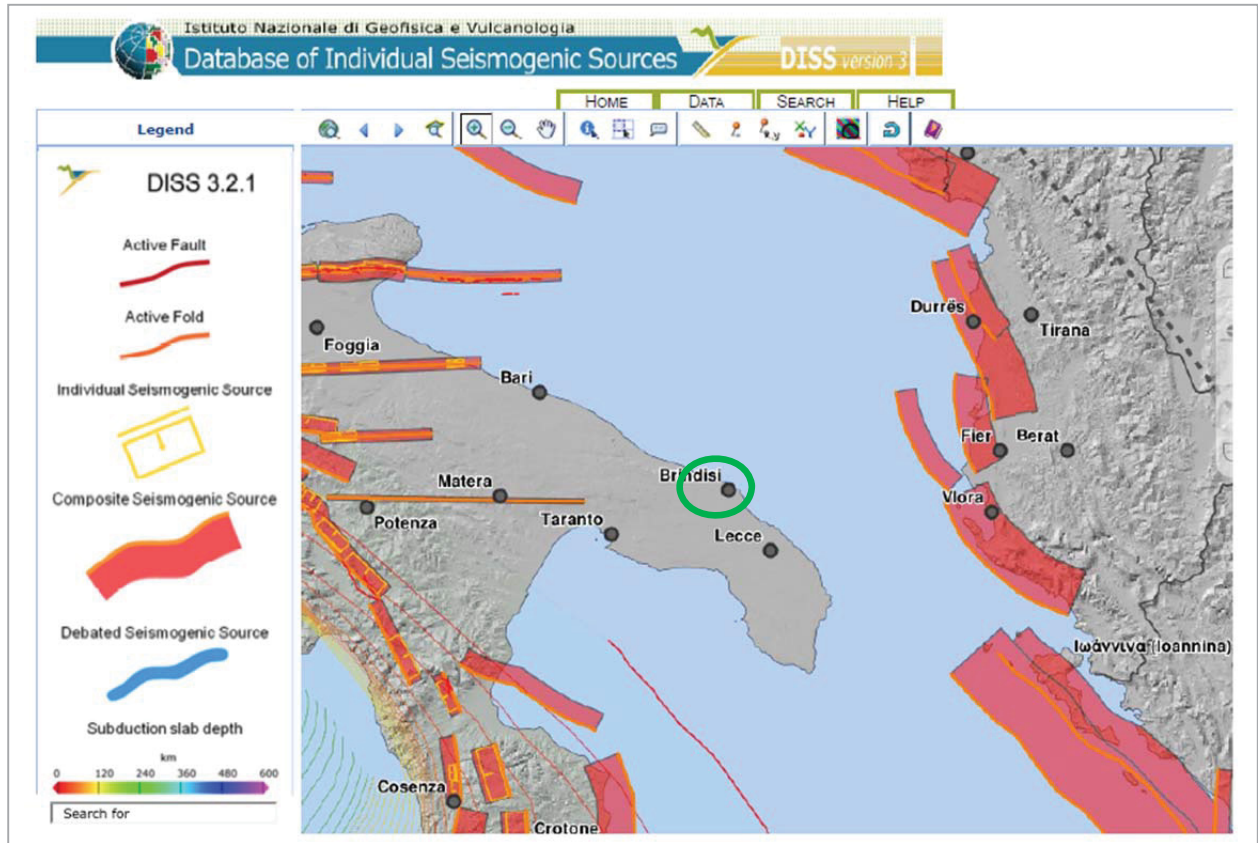 Istituto Nazionale di Geofisica e Vulcanologia
Database of Individual Seismogenic Sources
DISS version 3
HOME DATA SEARCH HELP
Legend
DISS 3.2.1
Active Fault
Active Fold
Individual Seismogenic Source
Composite Seismogenic Source
Debated Seismogenic Source
Subduction slab depth
km
0 120 240 360 480 600
Search for
x,y
XY
Durrës
Tirana
Foggia
Bari
Fier Berat
Brindisi
Matera
Vlora
Potenza
Taranto
Lecce
Ιωάννινα (Ioannina)
Cosenza
Crotone